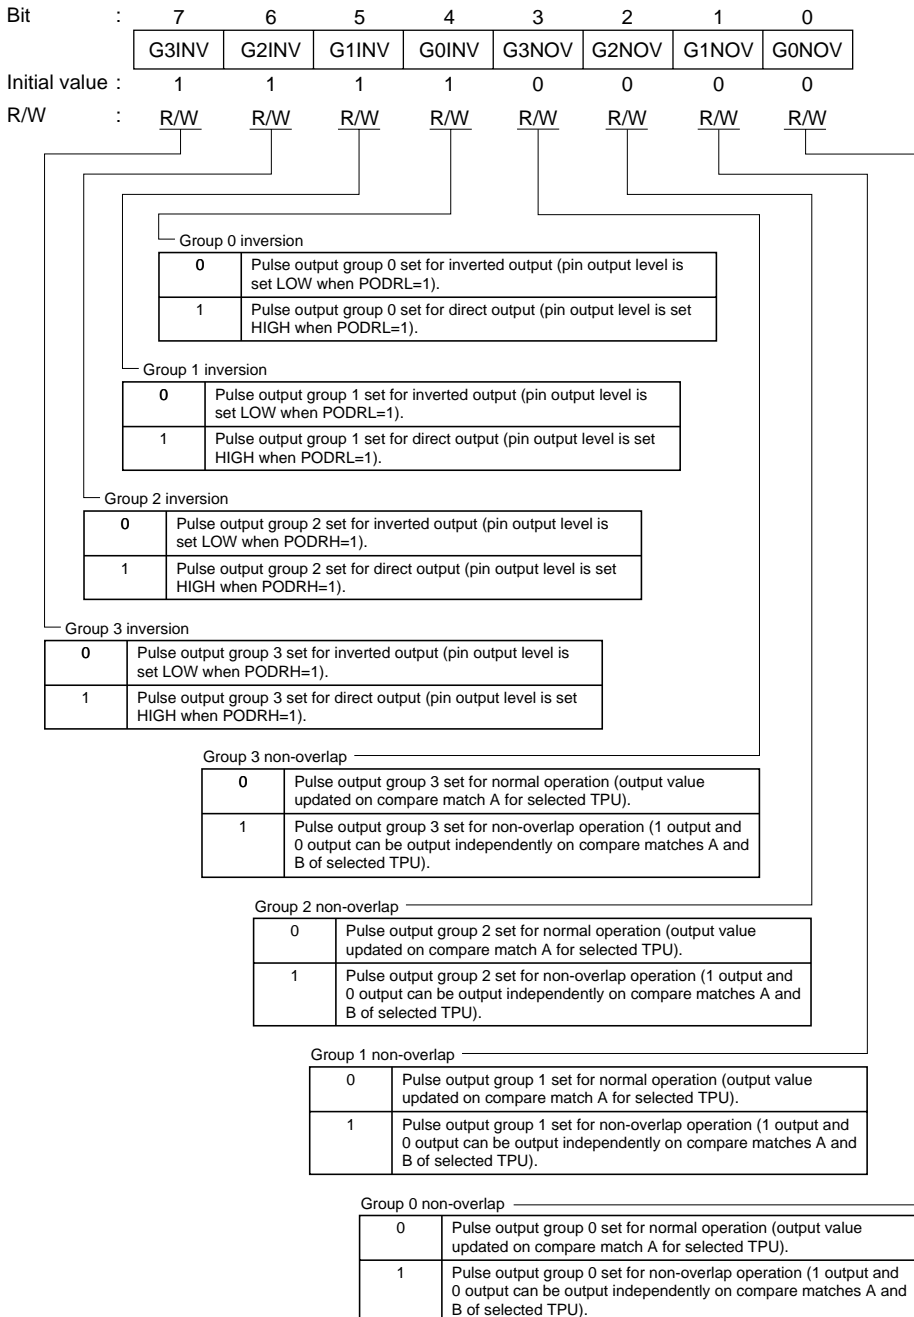 Bit : 7 6 5 4 3 2 1 0
G3INV G2INV G1INV G0INV G3NOV G2NOV G1NOV G0NOV
Initial value : 1 1 1 1 0 0 0 0
R/W : R/W R/W R/W R/W R/W R/W R/W R/W
Group 0 inversion
0 Pulse output group 0 set for inverted output (pin output level is
set LOW when PODRL=1).
1 Pulse output group 0 set for direct output (pin output level is set
HIGH when PODRL=1).
Group 1 inversion
0 Pulse output group 1 set for inverted output (pin output level is
set LOW when PODRL=1).
1 Pulse output group 1 set for direct output (pin output level is set
HIGH when PODRL=1).
Group 2 inversion
0 Pulse output group 2 set for inverted output (pin output level is
set LOW when PODRH=1).
1 Pulse output group 2 set for direct output (pin output level is set
HIGH when PODRH=1).
Group 3 inversion
0 Pulse output group 3 set for inverted output (pin output level is
set LOW when PODRH=1).
1 Pulse output group 3 set for direct output (pin output level is set
HIGH when PODRH=1).
Group 3 non-overlap
0 Pulse output group 3 set for normal operation (output value
updated on compare match A for selected TPU).
1 Pulse output group 3 set for non-overlap operation (1 output and
0 output can be output independently on compare matches A and
B of selected TPU).
Group 2 non-overlap
0 Pulse output group 2 set for normal operation (output value
updated on compare match A for selected TPU).
1 Pulse output group 2 set for non-overlap operation (1 output and
0 output can be output independently on compare matches A and
B of selected TPU).
Group 1 non-overlap
0 Pulse output group 1 set for normal operation (output value
updated on compare match A for selected TPU).
1 Pulse output group 1 set for non-overlap operation (1 output and
0 output can be output independently on compare matches A and
B of selected TPU).
Group 0 non-overlap
0 Pulse output group 0 set for normal operation (output value
updated on compare match A for selected TPU).
1 Pulse output group 0 set for non-overlap operation (1 output and
0 output can be output independently on compare matches A and
B of selected TPU).